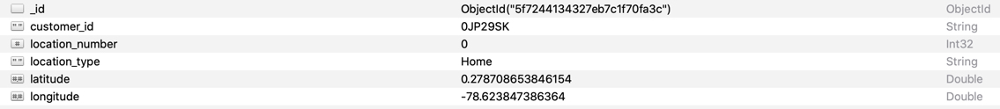 _id ObjectId("5f7244134327eb7c1f70fa3c") ObjectId
" " customer_id 0JP29SK String
# location_number 0 Int32
" " location_type Home String
#.# latitude 0.278708653846154 Double
#.# longitude -78.623847386364 Double